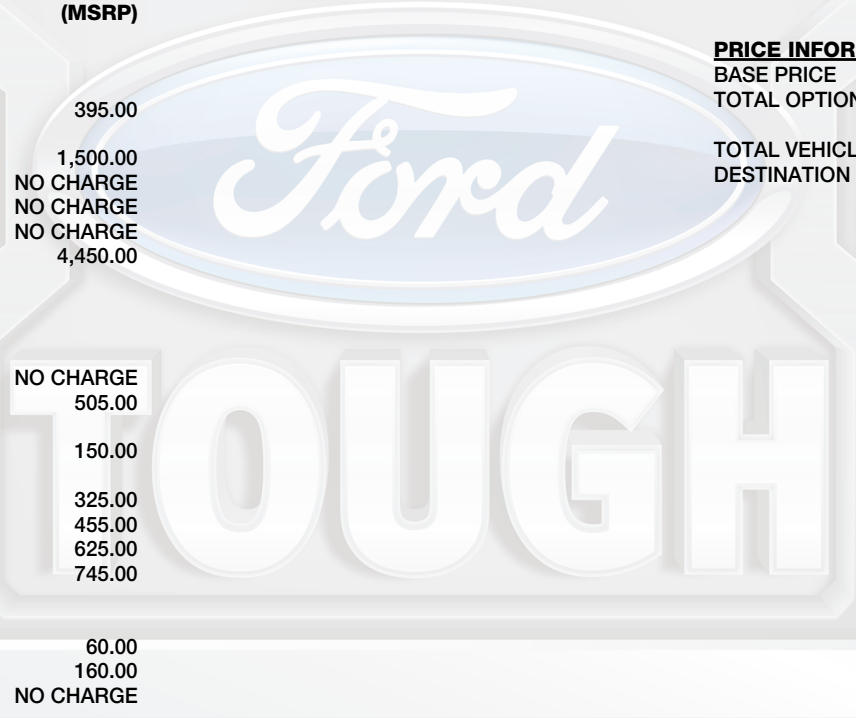 (MSRP)
395.00
1,500.00
NO CHARGE
NO CHARGE
NO CHARGE
4,450.00
NO CHARGE
505.00
150.00
325.00
455.00
625.00
745.00
60.00
160.00
NO CHARGE
PRICE INFOR
BASE PRICE
TOTAL OPTION
TOTAL VEHICL
DESTINATION
Ford
TOUGH